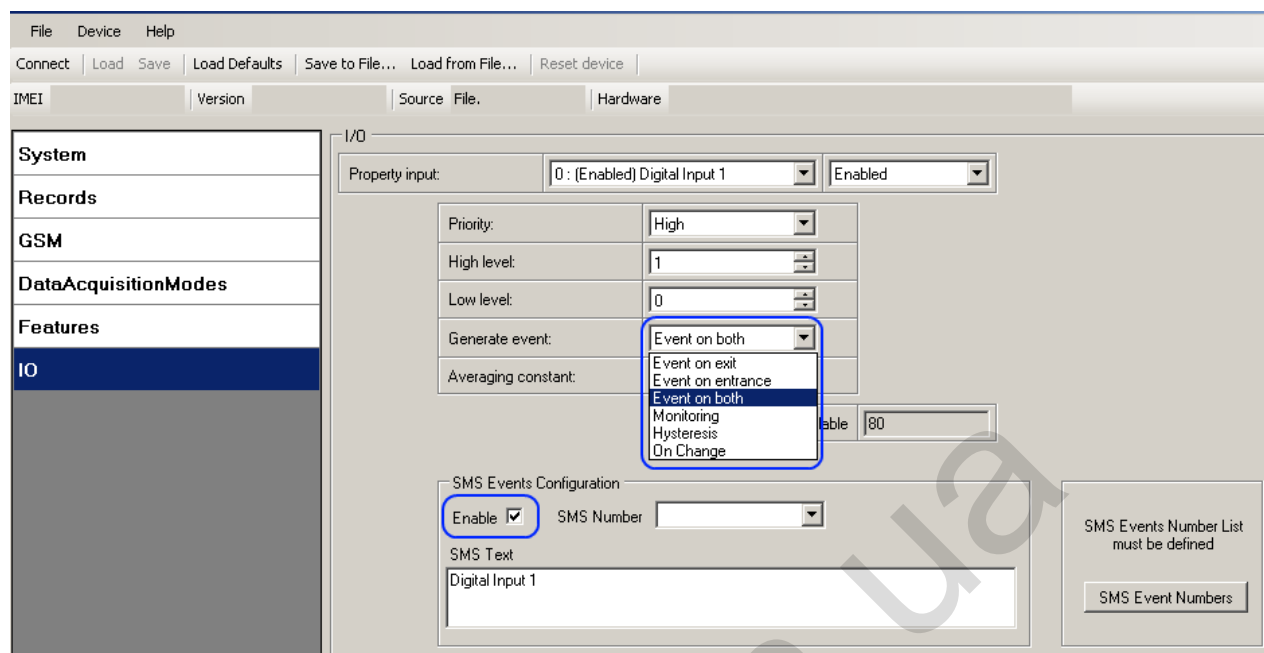 File Device Help
Connect Load Save Load Defaults Save to File... Load from File... Reset device
IMEI Version Source File. Hardware
System
Records
GSM
DataAcquisitionModes
Features
IO
I/O
Property input: 0 : (Enabled) Digital Input 1 Enabled
Priority: High
High level: 1
Low level: 0
Generate event: Event on both
Event on exit
Averaging constant: Event on entrance
Event on both
Monitoring
Hysteresis
On Change
80
SMS Events Configuration
Enable SMS Number
SMS Text
Digital Input 1
SMS Events Number List
must be defined
SMS Event Numbers
ua